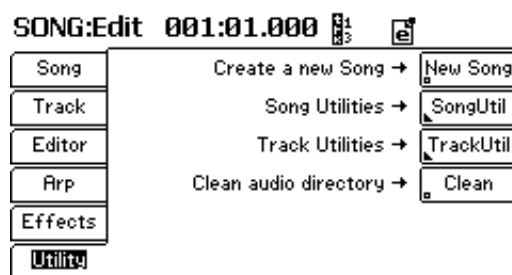 SONG:Edit 001:01.000
Song
Create a new Song → New Song
Track
Song Utilities → SongUtil
Editor
Track Utilities → TrackUtil
Arp
Clean audio directory → Clean
Effects
Utility